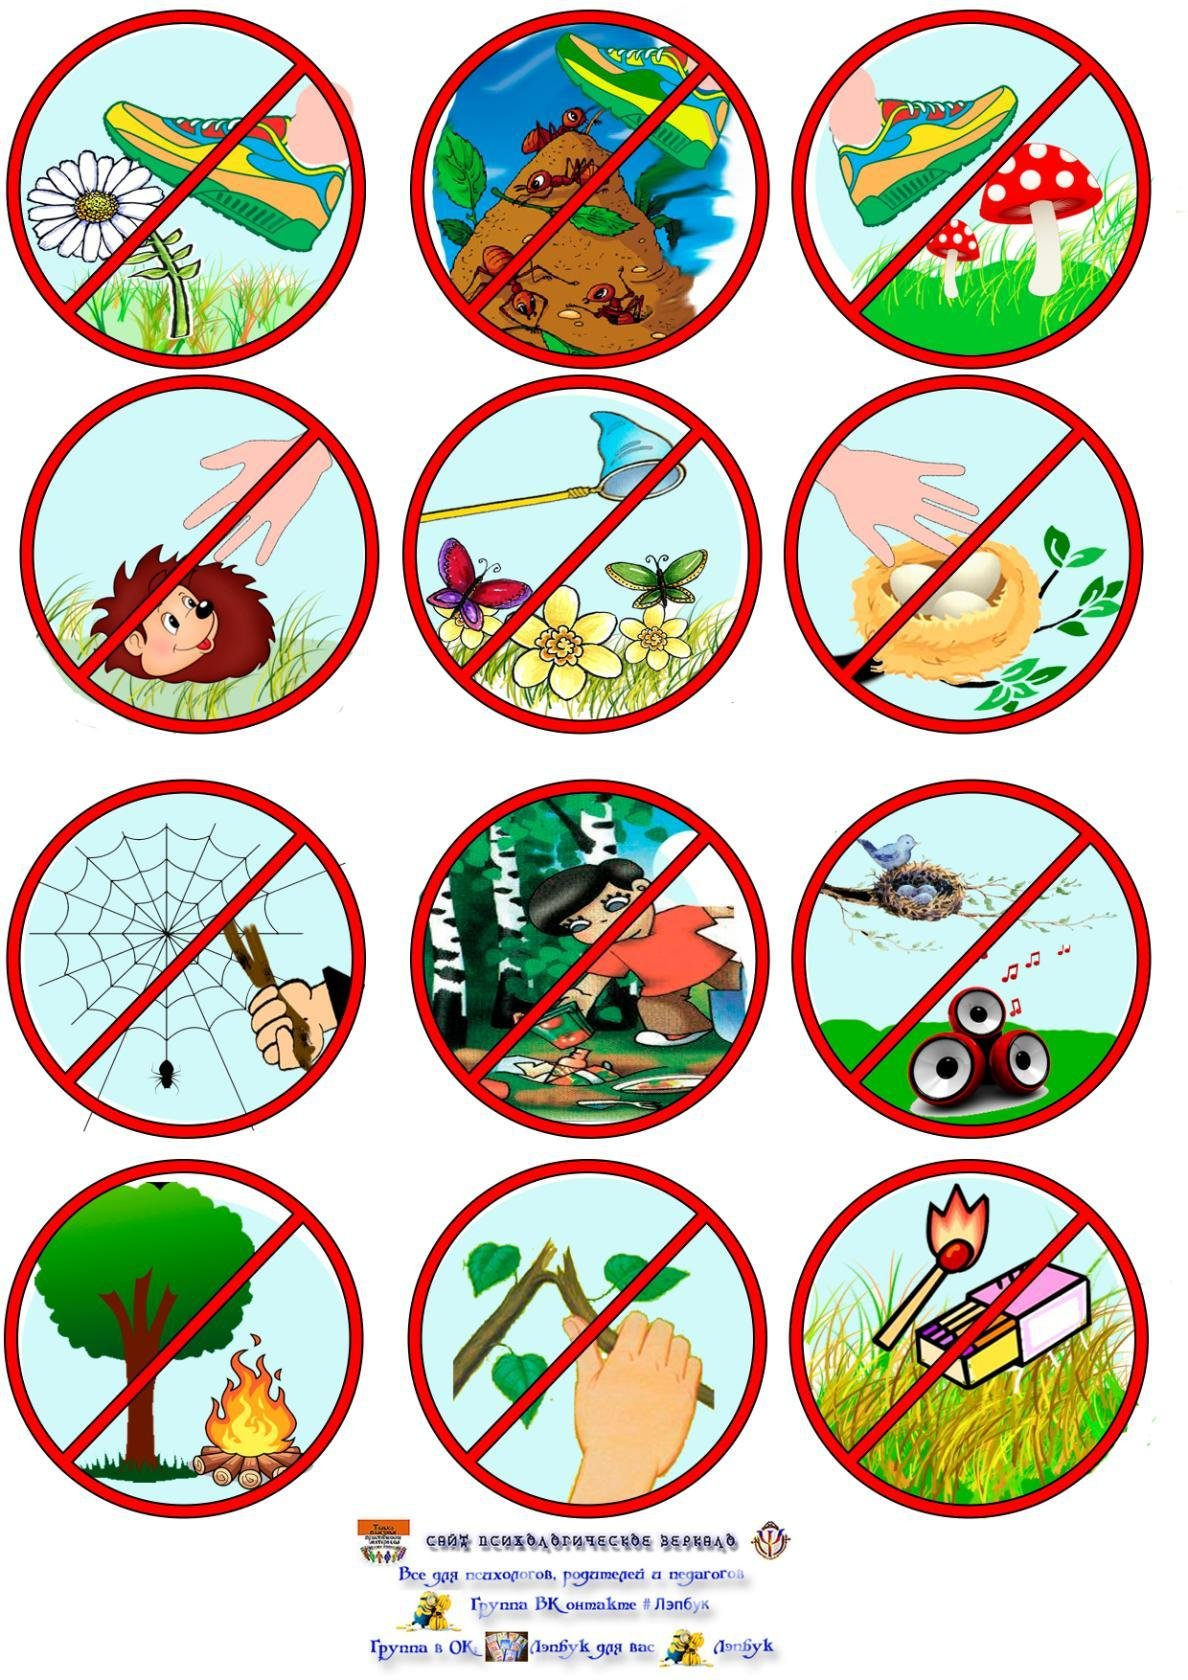 САЙТ ПСИХОЛОГИЧЕСКОЕ ЗЕРКАЛО
Все для психологов, родителей и педагогов
Группа ВКонтакте # Лэпбук
Группа в ОК: Лэпбук для вас Лэпбук